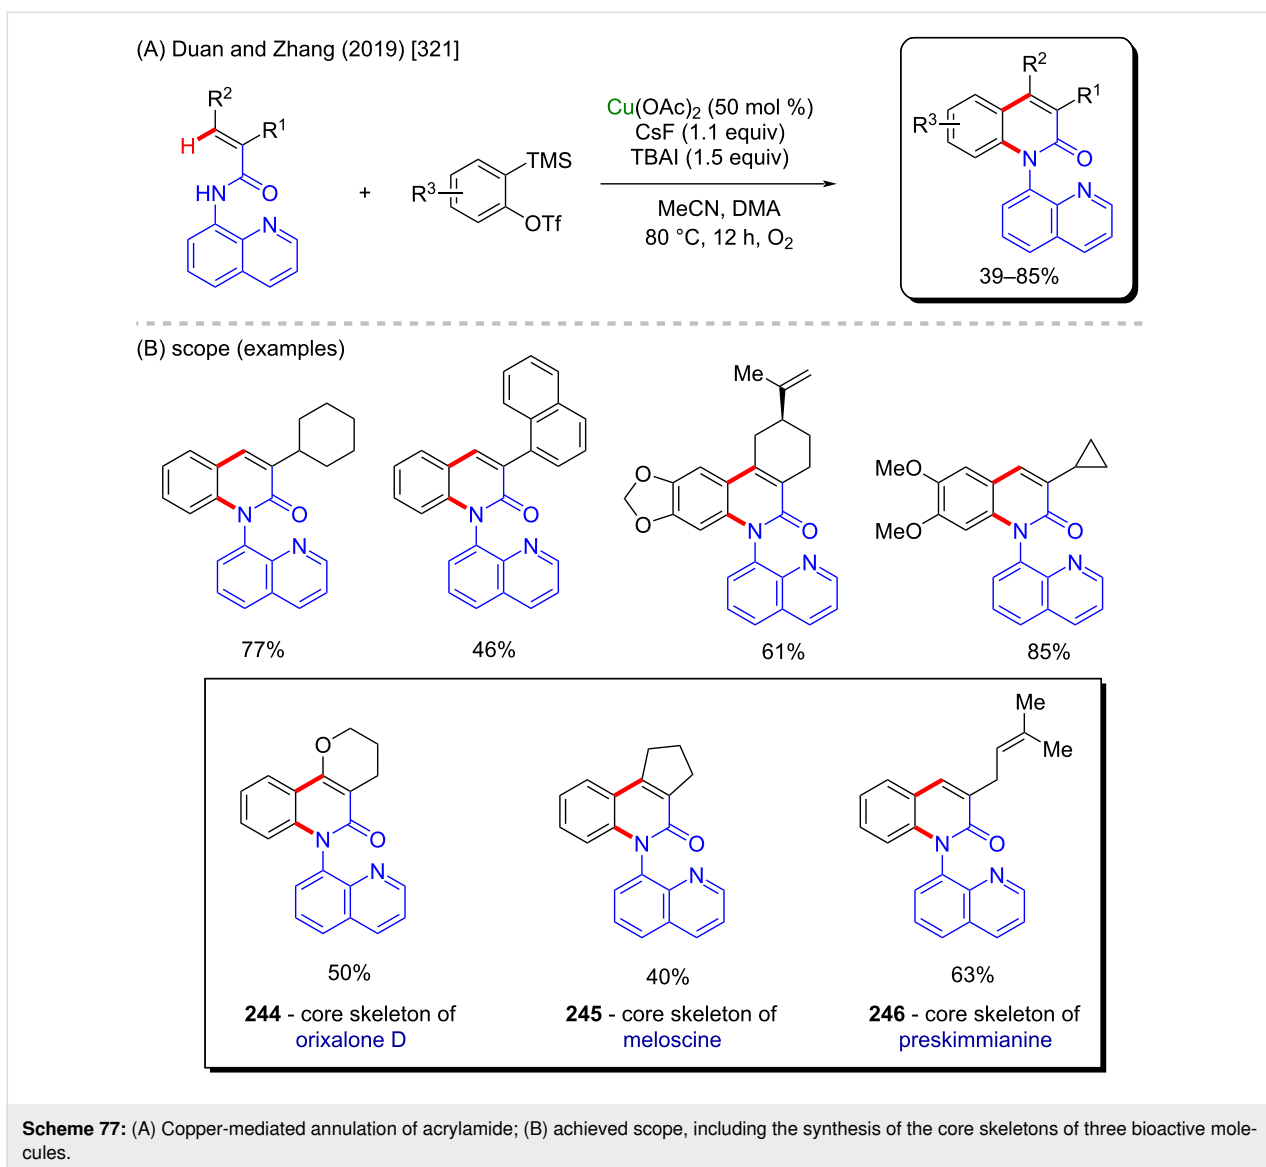 (A) Duan and Zhang (2019) [321]
R²
H
R¹
HN
O
N
+
R³
TMS
OTf
Cu(OAc)₂ (50 mol %)
CsF (1.1 equiv)
TBAI (1.5 equiv)
MeCN, DMA
80 °C, 12 h, O₂
R²
R¹
R³
N
O
N
39–85%
(B) scope (examples)
N
O
N
77%
N
O
N
46%
Me
O
O
N
O
N
61%
MeO
MeO
N
O
N
85%
O
N
O
N
50%
244 - core skeleton of
orixalone D
N
O
N
40%
245 - core skeleton of
meloscine
Me
Me
N
O
N
63%
246 - core skeleton of
preskimmianine
Scheme 77: (A) Copper-mediated annulation of acrylamide; (B) achieved scope, including the synthesis of the core skeletons of three bioactive mole-
cules.